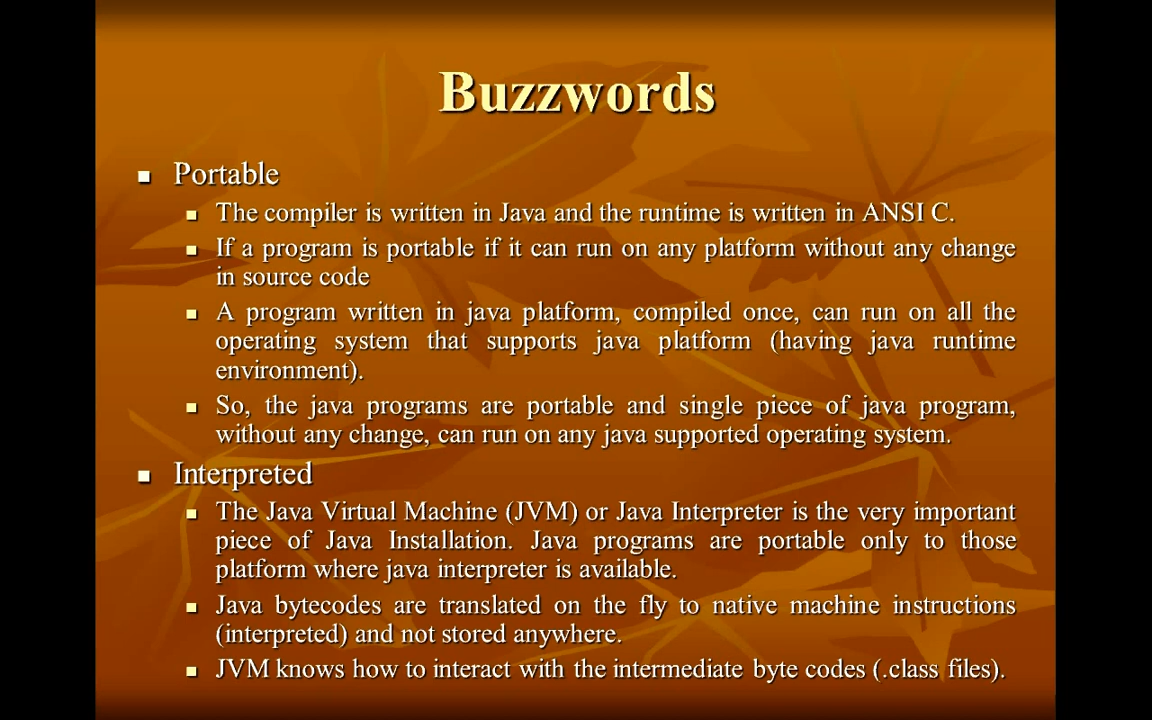 Buzzwords
Portable
The compiler is written in Java and the runtime is written in ANSI C.
If a program is portable if it can run on any platform without any change
in source code
A program written in java platform, compiled once, can run on all the
operating system that supports java platform (having java runtime
environment).
So, the java programs are portable and single piece of java program,
without any change, can run on any java supported operating system.
Interpreted
The Java Virtual Machine (JVM) or Java Interpreter is the very important
piece of Java Installation. Java programs are portable only to those
platform where java interpreter is available.
Java bytecodes are translated on the fly to native machine instructions
(interpreted) and not stored anywhere.
JVM knows how to interact with the intermediate byte codes (.class files).